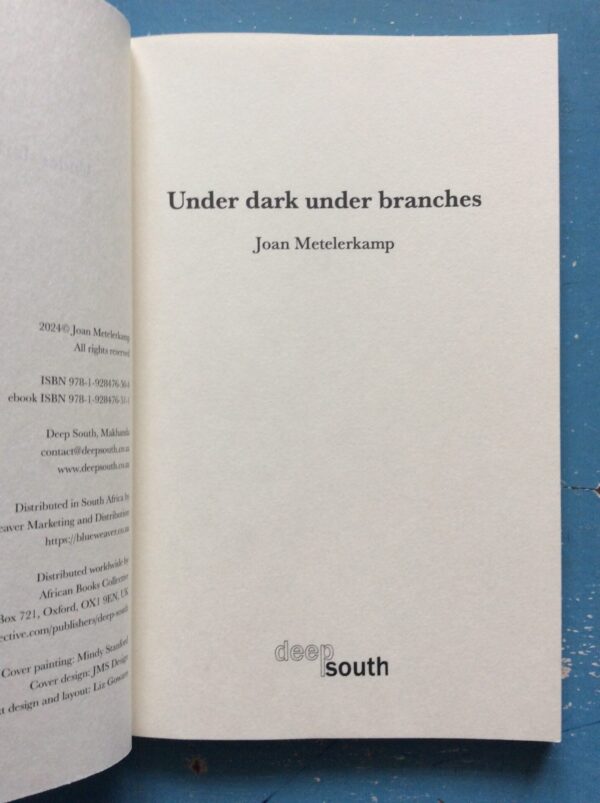 2024© Joan Metelerkamp
All rights reserved
ISBN
ebook ISBN
Deep South, Makhanda
contact@deepsouth.co.za
www.deepsouth.co.za
Distributed in South Africa by
Marketing and Distribution
https://blueweaver.co.za
Distributed worldwide by
African Books Collective
Box 721, Oxford, OX1 9EN, UK
Cover painting: Mindy Stanford
Cover design: JMS Design
design and layout: Liz Gowans
Under dark under branches
Joan Metelerkamp
deep
south